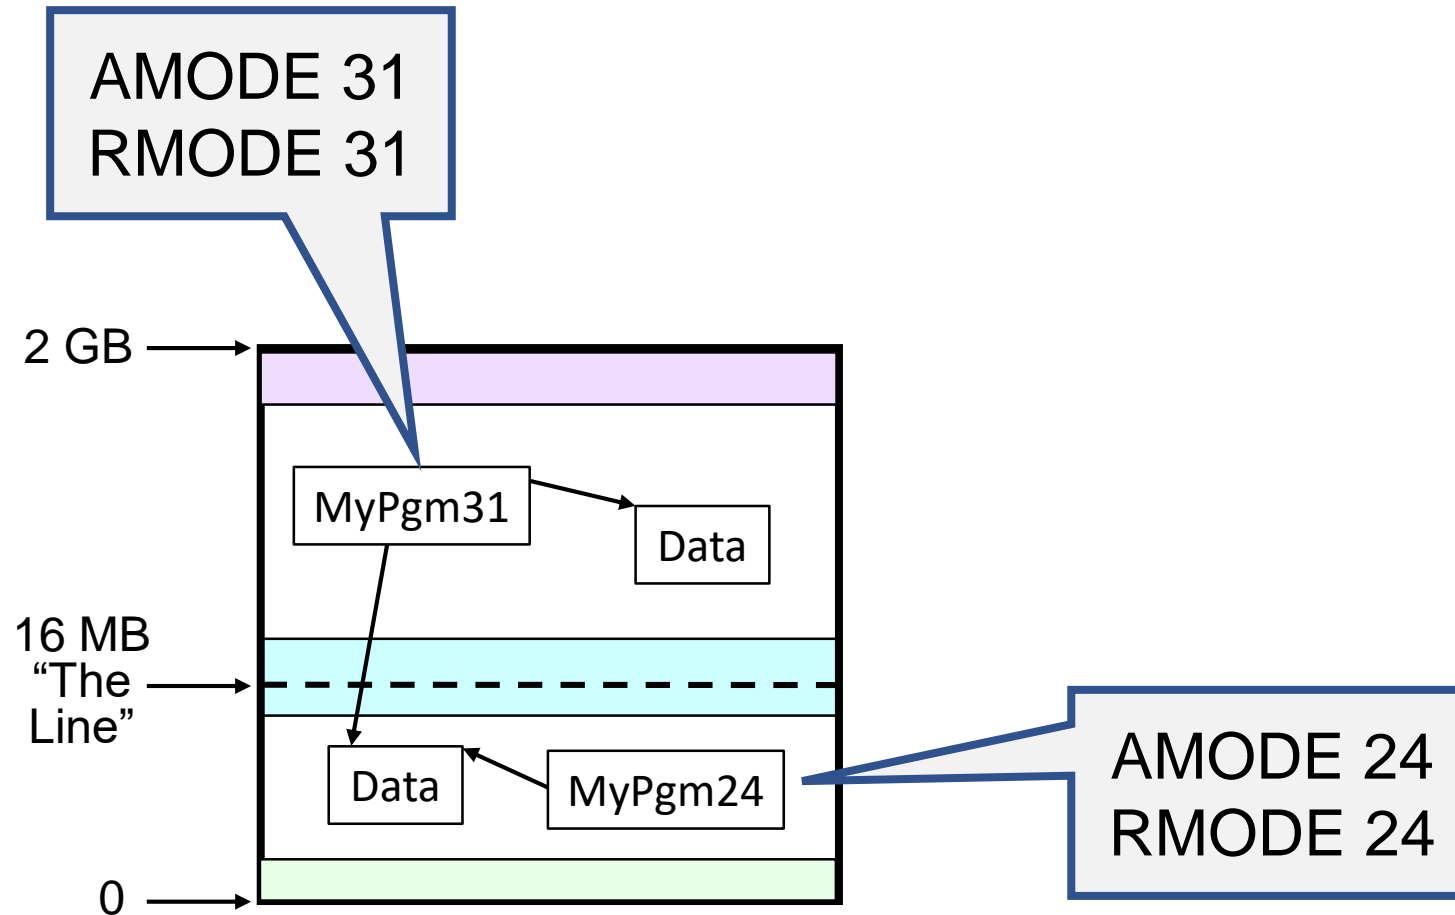 AMODE 31
RMODE 31
2 GB
MyPgm31
Data
16 MB
“The
Line”
Data
MyPgm24
AMODE 24
RMODE 24
0